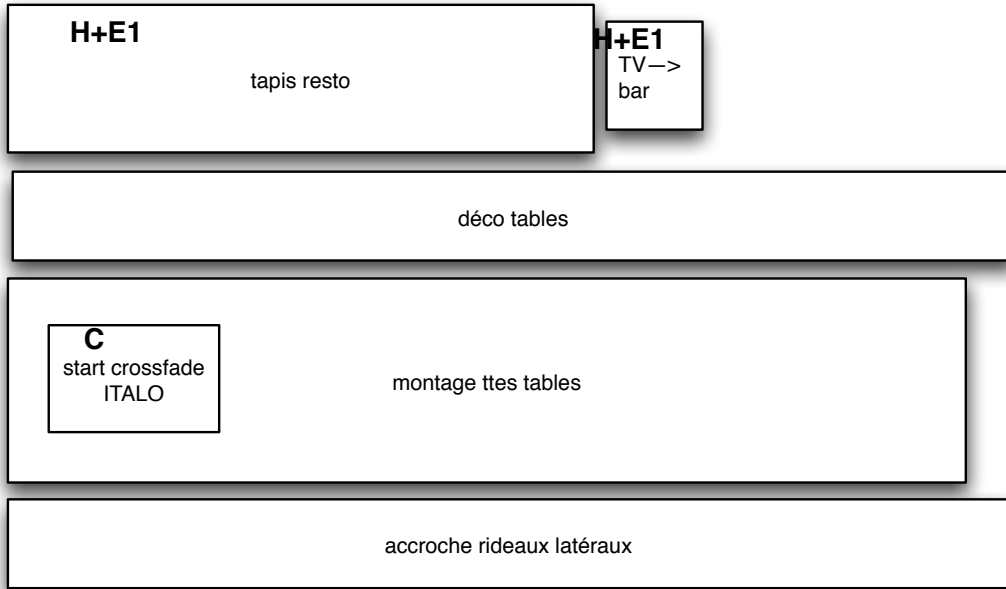 H+E1
tapis resto
H+E1
TV—>
bar
déco tables
C
start crossfade
ITALO
montage ttes tables
accroche rideaux latéraux